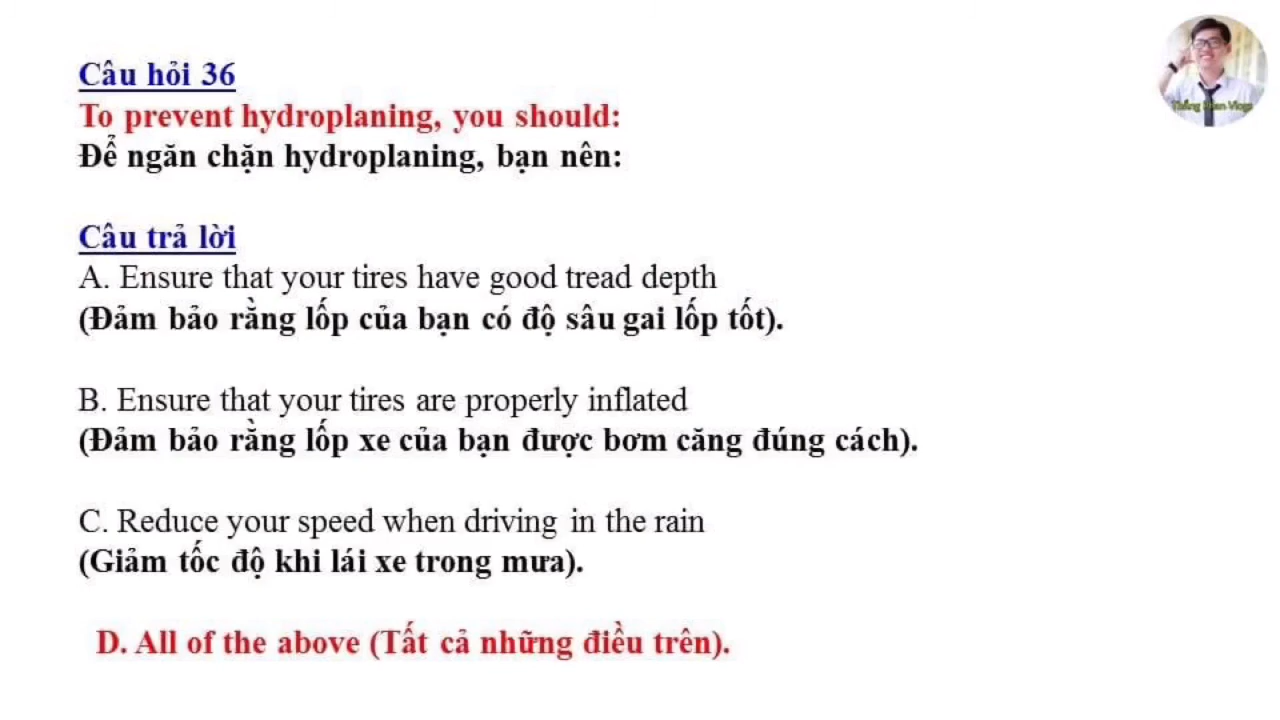 Câu hỏi 36
To prevent hydroplaning, you should:
Để ngăn chặn hydroplaning, bạn nên:
Câu trả lời
A. Ensure that your tires have good tread depth
(Đảm bảo rằng lốp của bạn có độ sâu gai lốp tốt).
B. Ensure that your tires are properly inflated
(Đảm bảo rằng lốp xe của bạn được bơm căng đúng cách).
C. Reduce your speed when driving in the rain
(Giảm tốc độ khi lái xe trong mưa).
D. All of the above (Tất cả những điều trên).